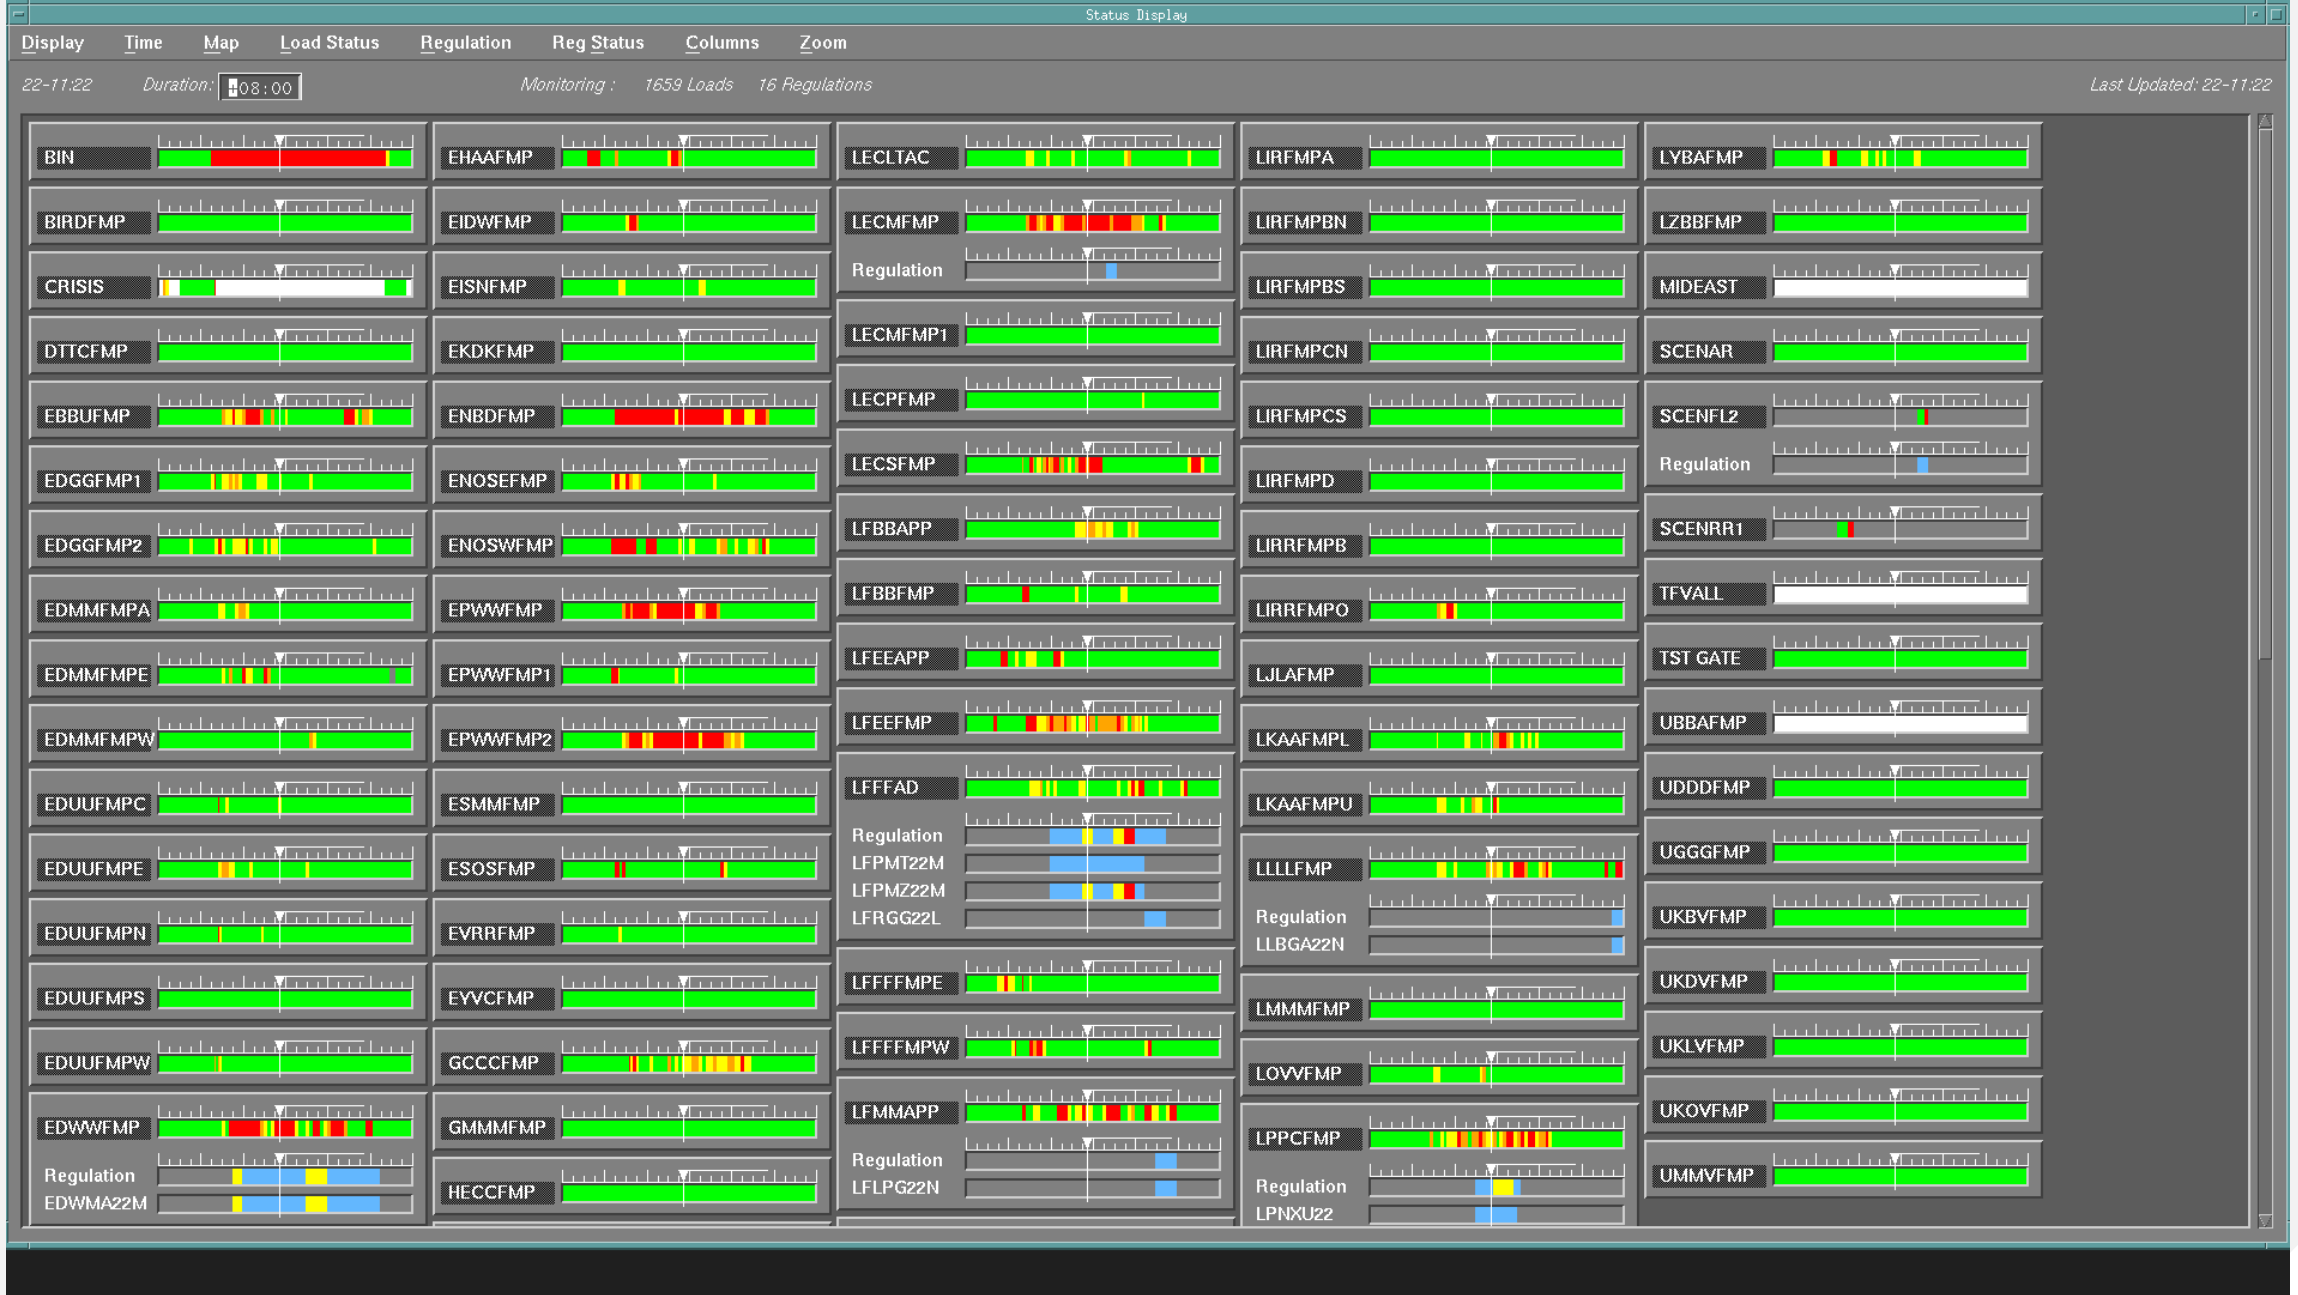 Status Display
Display Time Map Load Status Regulation Reg Status Columns Zoom
22-11:22 Duration: +08:00 Monitoring : 1659 Loads 16 Regulations Last Updated: 22-11:22
BIN
BIRDFMP
CRISIS
DTTCFMP
EBBUFMP
EDGGFMP1
EDGGFMP2
EDMMFMPA
EDMMFMPE
EDMMFMPW
EDUUFMPC
EDUUFMPE
EDUUFMPN
EDUUFMPS
EDUUFMPW
EDWWFMP
Regulation
EDWMA22M
EHAAFMP
EIDWFMP
EISNFMP
EKDKFMP
ENBDFMP
ENOSEFMP
ENOSWFMP
EPWWFMP
EPWWFMP1
EPWWFMP2
ESMMFMP
ESOSFMP
EVRRFMP
EYVCFMP
GCCCFMP
GMMMFMP
HECCFMP
LECLTAC
LECMFMP
Regulation
LECMFMP1
LECPFMP
LECSFMP
LFBBAPP
LFBBFMP
LFEEAPP
LFEEFMP
LFFFAD
Regulation
LFPMT22M
LFPMZ22M
LFRGG22L
LFFFFMPE
LFFFFMPW
LFMMAPP
Regulation
LFLPG22N
LIRFMPA
LIRFMPBN
LIRFMPBS
LIRFMPCN
LIRFMPCS
LIRFMPD
LIRRFMPB
LIRRFMPO
LJLAFMP
LKAAFMPL
LKAAFMPU
LLLLFMP
Regulation
LLBGA22N
LMMMFMP
LOVVFMP
LPPCFMP
Regulation
LPNXU22
LYBAFMP
LZBBFMP
MIDEAST
SCENAR
SCENFL2
Regulation
SCENRR1
TFVALL
TST GATE
UBBAFMP
UDDDFMP
UGGGFMP
UKBVFMP
UKDVFMP
UKLVFMP
UKOVFMP
UMMVFMP